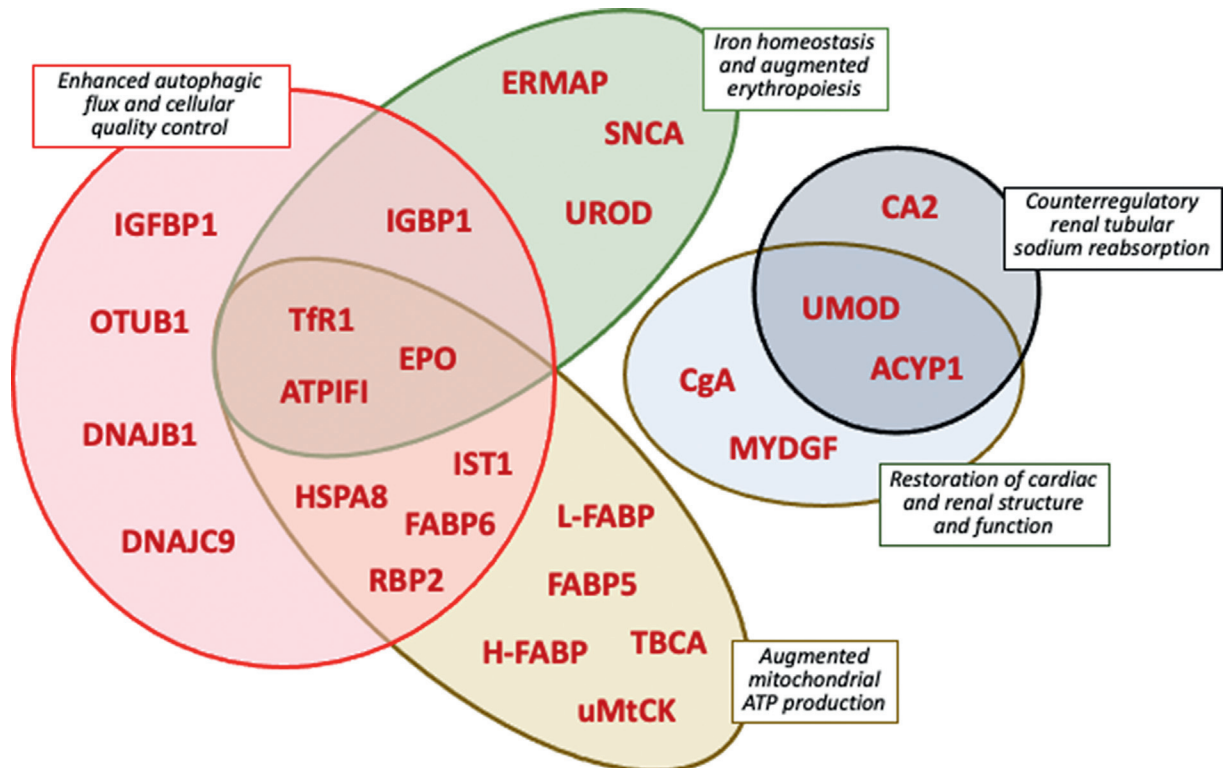 Enhanced autophagic
flux and cellular
quality control
Iron homeostasis
and augmented
erythropoiesis
ERMAP
SNCA
UROD
IGFBP1
IGBP1
OTUB1
TfR1
EPO
ATPIFI
DNAJB1
DNAJC9
IST1
HSPA8
FABP6
RBP2
L-FABP
FABP5
H-FABP
TBCA
uMtCK
Augmented
mitochondrial
ATP production
CA2
Counterregulatory
renal tubular
sodium reabsorption
UMOD
ACYP1
CgA
MYDGF
Restoration of cardiac
and renal structure
and function